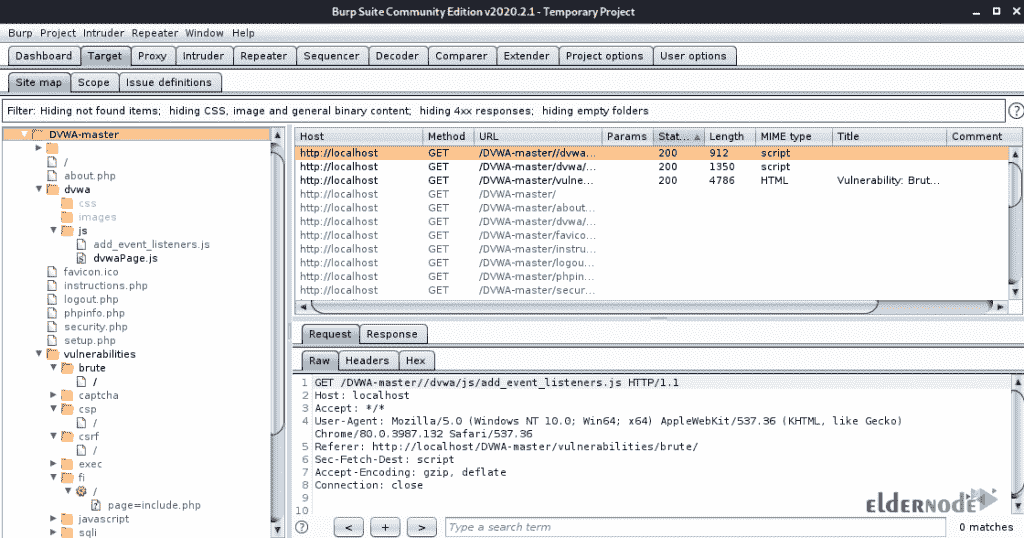 Burp Suite Community Edition v2020.2.1 - Temporary Project
Burp Project Intruder Repeater Window Help
Dashboard Target Proxy Intruder Repeater Sequencer Decoder Comparer Extender Project options User options
Site map Scope Issue definitions
Filter: Hiding not found items; hiding CSS, image and general binary content; hiding 4xx responses; hiding empty folders ?
DVWA-master
/
about.php
dvwa
css
images
js
add_event_listeners.js
dvwaPage.js
favicon.ico
instructions.php
logout.php
phpinfo.php
security.php
setup.php
vulnerabilities
brute
/
captcha
csp
/
csrf
/
exec
fi
/
page=include.php
javascript
sqli
Host Method URL Params Stat... Length MIME type Title Comment
http://localhost GET /DVWA-master//dvwa... 200 912 script
http://localhost GET /DVWA-master/dvwa/... 200 1350 script
http://localhost GET /DVWA-master/vulne... 200 4786 HTML Vulnerability: Brut...
http://localhost GET /DVWA-master/
http://localhost GET /DVWA-master/about...
http://localhost GET /DVWA-master/dvwa/...
http://localhost GET /DVWA-master/favico...
http://localhost GET /DVWA-master/instru...
http://localhost GET /DVWA-master/logou...
http://localhost GET /DVWA-master/phpin...
http://localhost GET /DVWA-master/secur...
Request Response
Raw Headers Hex
1 GET /DVWA-master//dvwa/js/add_event_listeners.js HTTP/1.1
2 Host: localhost
3 Accept: */*
4 User-Agent: Mozilla/5.0 (Windows NT 10.0; Win64; x64) AppleWebKit/537.36 (KHTML, like Gecko)
Chrome/80.0.3987.132 Safari/537.36
5 Referer: http://localhost/DVWA-master/vulnerabilities/brute/
6 Sec-Fetch-Dest: script
7 Accept-Encoding: gzip, deflate
8 Connection: close
9
10
ELDERNODE
? < + > Type a search term 0 matches